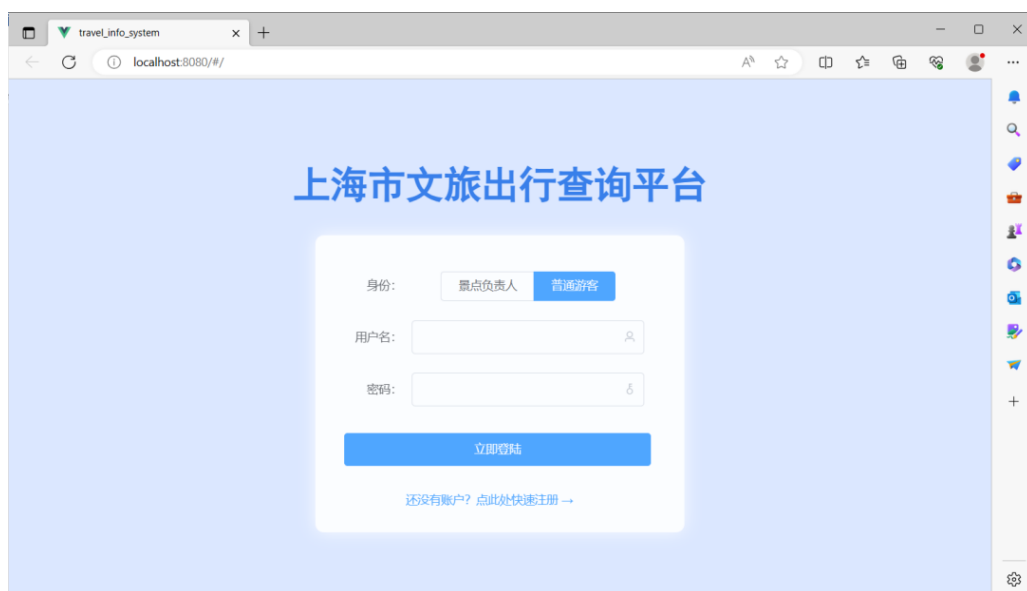 travel_info_system
localhost:8080/#/
上海市文旅出行查询平台
身份: 景点负责人 普通游客
用户名:
密码:
立即登陆
还没有账户? 点此处快速注册 →